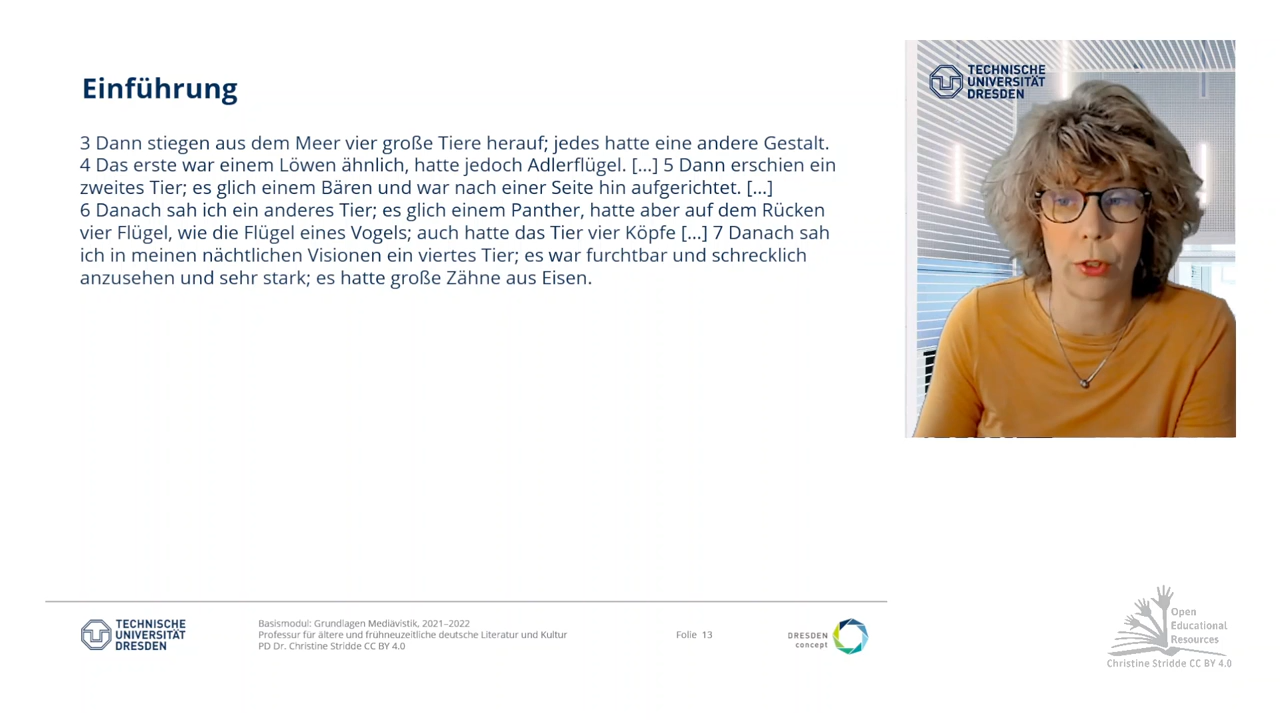 Einführung
3 Dann stiegen aus dem Meer vier große Tiere herauf; jedes hatte eine andere Gestalt.
4 Das erste war einem Löwen ähnlich, hatte jedoch Adlerflügel. [...] 5 Dann erschien ein
zweites Tier; es glich einem Bären und war nach einer Seite hin aufgerichtet. [...]
6 Danach sah ich ein anderes Tier; es glich einem Panther, hatte aber auf dem Rücken
vier Flügel, wie die Flügel eines Vogels; auch hatte das Tier vier Köpfe [...] 7 Danach sah
ich in meinen nächtlichen Visionen ein viertes Tier; es war furchtbar und schrecklich
anzusehen und sehr stark; es hatte große Zähne aus Eisen.
TECHNISCHE
UNIVERSITÄT
DRESDEN
TECHNISCHE
UNIVERSITÄT
DRESDEN
Basismodul: Grundlagen Mediävistik, 2021–2022
Professur für ältere und frühneuzeitliche deutsche Literatur und Kultur
PD Dr. Christine Stridde CC BY 4.0
Folie 13
DRESDEN
concept
Open
Educational
Resources
Christine Stridde CC BY 4.0